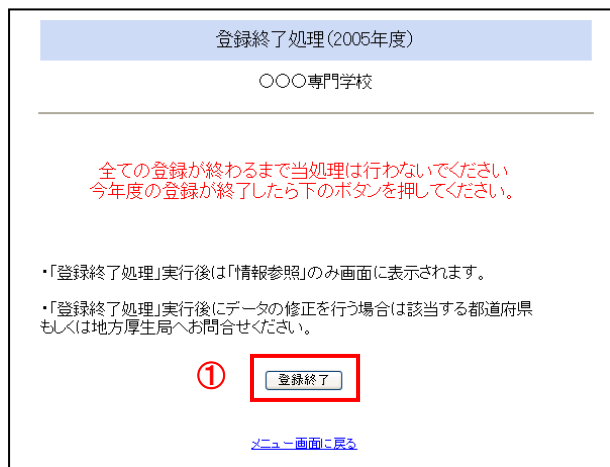 登録終了処理(2005年度)
○○○専門学校
全ての登録が終わるまで当処理は行わないでください
今年度の登録が終了したら下のボタンを押してください。
・「登録終了処理」実行後は「情報参照」のみ画面に表示されます。
・「登録終了処理」実行後にデータの修正を行う場合は該当する都道府県
もしくは地方厚生局へお問合せください。
① 登録終了
メニュー画面に戻る